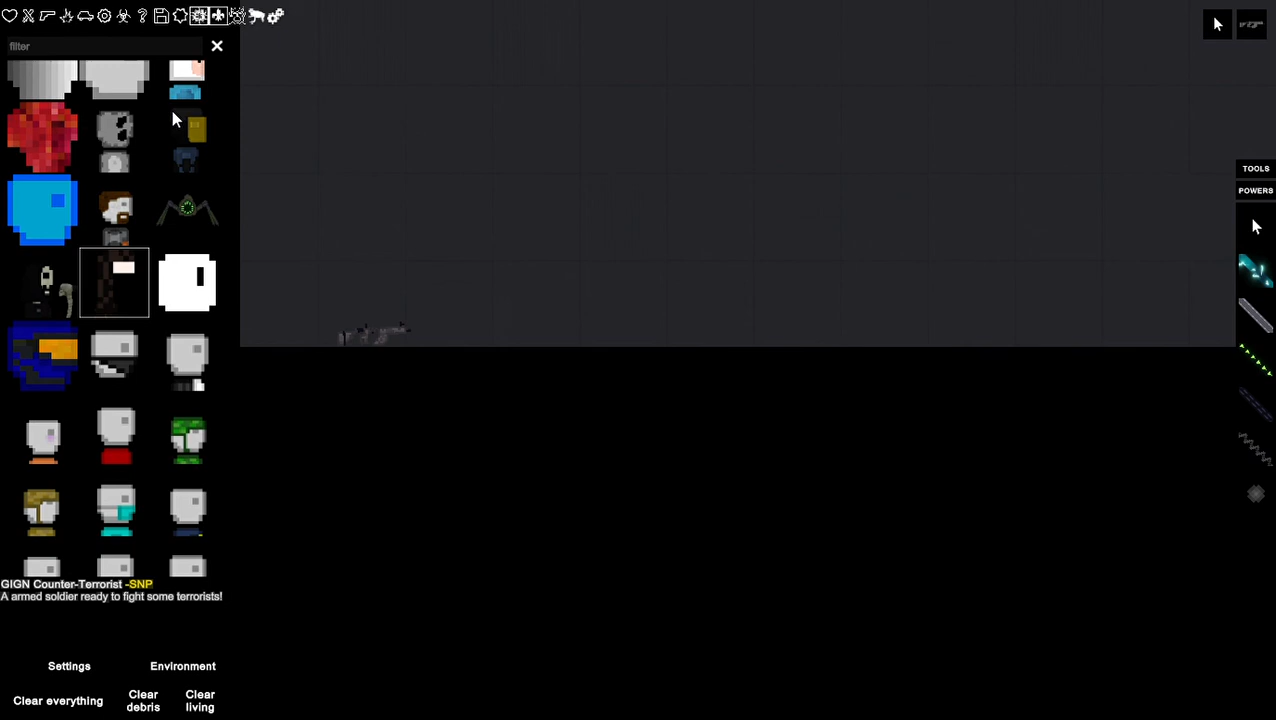 filter
TOOLS
POWERS
GIGN Counter-Terrorist -SNP
A armed soldier ready to fight some terrorists!
Settings
Environment
Clear everything
Clear debris
Clear living